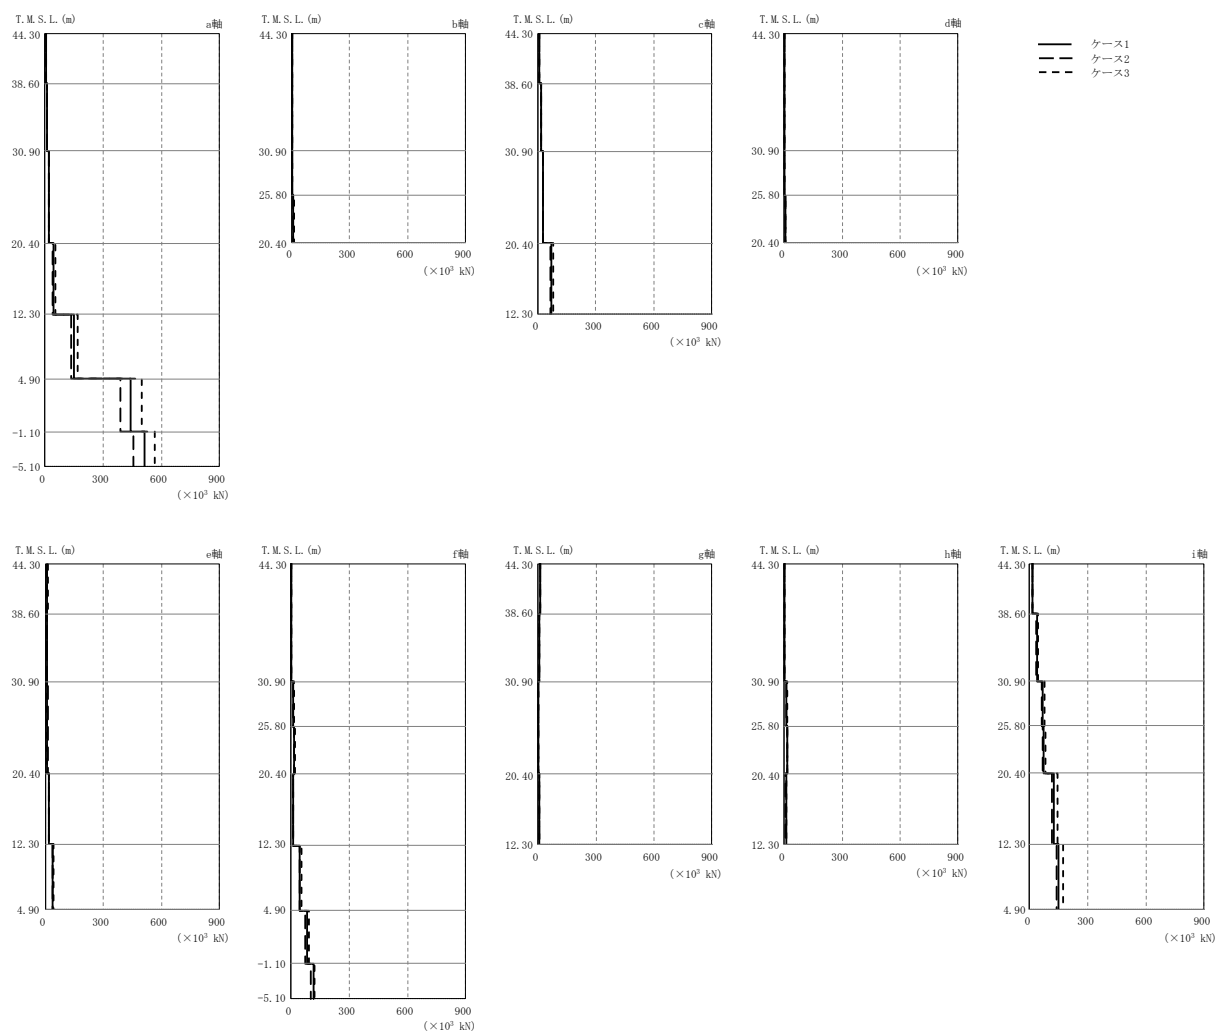 T.M.S.L.(m) a軸
44.30
38.60
30.90
20.40
12.30
4.90
-1.10
-5.10
0 300 600 900
(×10³ kN)
T.M.S.L.(m) b軸
44.30
30.90
25.80
20.40
0 300 600 900
(×10³ kN)
T.M.S.L.(m) c軸
44.30
38.60
30.90
20.40
12.30
0 300 600 900
(×10³ kN)
T.M.S.L.(m) d軸
44.30
30.90
25.80
20.40
0 300 600 900
(×10³ kN)
ケース1
ケース2
ケース3
T.M.S.L.(m) e軸
44.30
38.60
30.90
20.40
12.30
4.90
0 300 600 900
(×10³ kN)
T.M.S.L.(m) f軸
44.30
30.90
25.80
20.40
12.30
4.90
-1.10
-5.10
0 300 600 900
(×10³ kN)
T.M.S.L.(m) g軸
44.30
38.60
30.90
20.40
12.30
0 300 600 900
(×10³ kN)
T.M.S.L.(m) h軸
44.30
30.90
25.80
20.40
12.30
0 300 600 900
(×10³ kN)
T.M.S.L.(m) i軸
44.30
38.60
30.90
25.80
20.40
12.30
4.90
0 300 600 900
(×10³ kN)